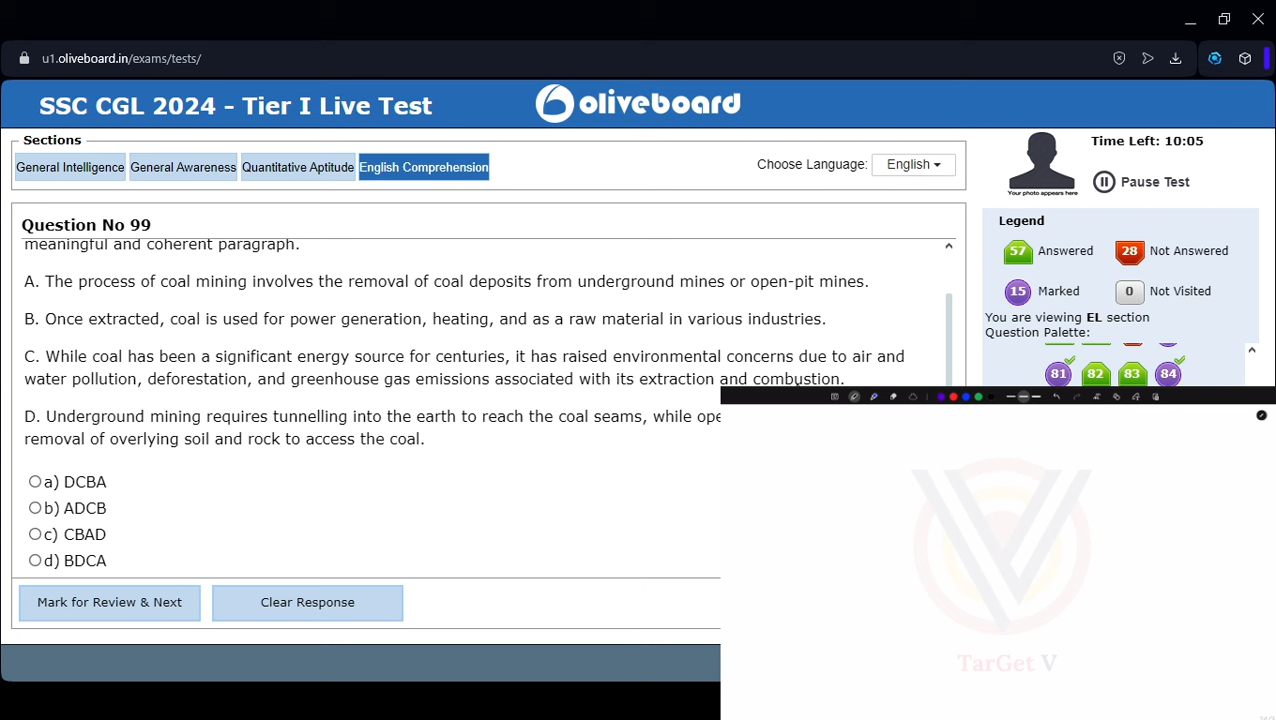 u1.oliveboard.in/exams/tests/
SSC CGL 2024 - Tier I Live Test
oliveboard
Sections
General Intelligence
General Awareness
Quantitative Aptitude
English Comprehension
Choose Language:
English
Your photo appears here
Time Left: 10:05
Pause Test
Question No 99
meaningful and coherent paragraph.
A. The process of coal mining involves the removal of coal deposits from underground mines or open-pit mines.
B. Once extracted, coal is used for power generation, heating, and as a raw material in various industries.
C. While coal has been a significant energy source for centuries, it has raised environmental concerns due to air and
water pollution, deforestation, and greenhouse gas emissions associated with its extraction and combustion.
D. Underground mining requires tunnelling into the earth to reach the coal seams, while ope
removal of overlying soil and rock to access the coal.
a) DCBA
b) ADCB
c) CBAD
d) BDCA
Mark for Review & Next
Clear Response
Legend
57 Answered
28 Not Answered
15 Marked
0 Not Visited
You are viewing EL section
Question Palette:
81 82 83 84
TarGet V